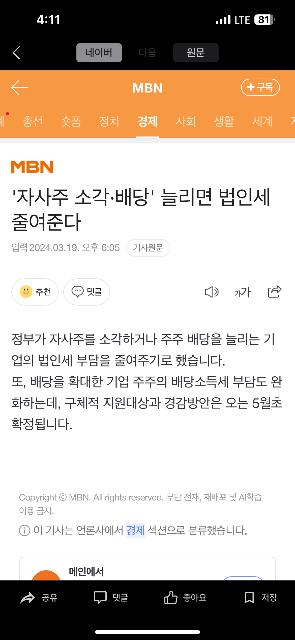 4:11
LTE 81
네이버 다음 원문
MBN
+구독
총선 숏폼 정치 경제 사회 생활 세계
MBN
'자사주 소각·배당' 늘리면 법인세
줄여준다
입력 2024.03.19. 오후 6:05 기사원문
추천 댓글 가가
정부가 자사주를 소각하거나 주주 배당을 늘리는 기
업의 법인세 부담을 줄여주기로 했습니다.
또, 배당을 확대한 기업 주주의 배당소득세 부담도 완
화하는데, 구체적 지원대상과 경감방안은 오는 5월초
확정됩니다.
Copyright ⓒ MBN. All rights reserved. 무단 전재, 재배포 및 AI학습
이용 금지.
이 기사는 언론사에서 경제 섹션으로 분류했습니다.
메인에서
공유 댓글 좋아요 저장